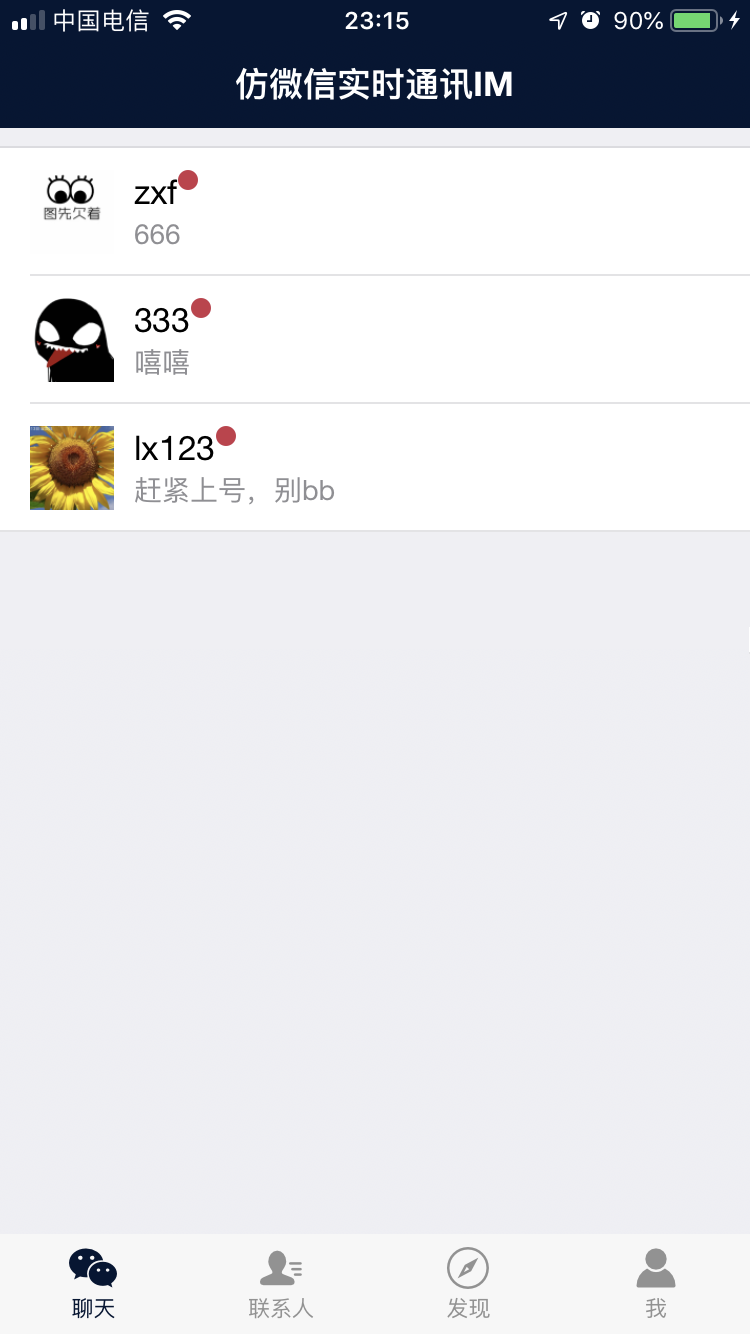 中国电信
23:15
90%
仿微信实时通讯IM
zxf
图先欠着
666
333
嘻嘻
lx123
赶紧上号，别bb
聊天
联系人
发现
我